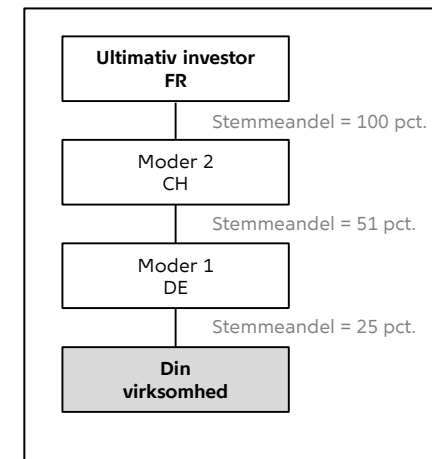 Ultimativ investor
FR
Stemmeandel = 100 pct.
Moder 2
CH
Stemmeandel = 51 pct.
Moder 1
DE
Stemmeandel = 25 pct.
Din
virksomhed